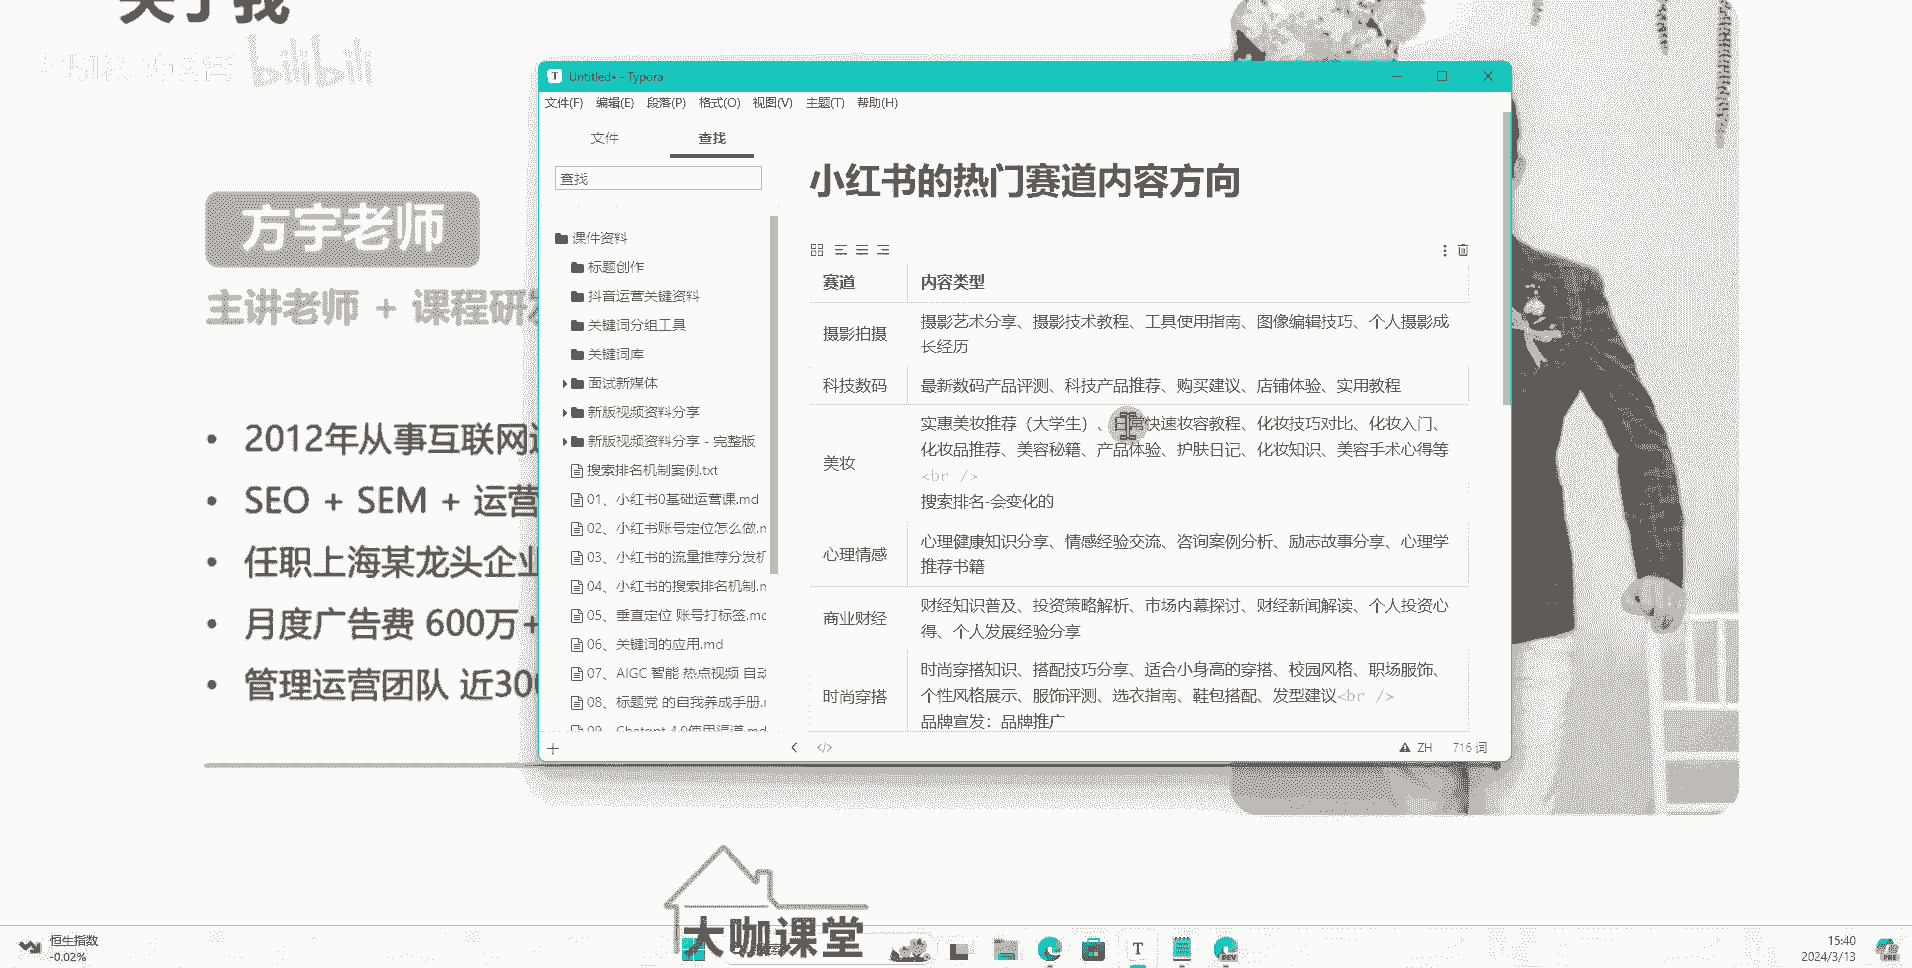 关于我
bilibili
方宇老师
主讲老师 + 课程研发
2012年从事互联网运
SEO + SEM + 运营
任职上海某龙头企业
月度广告费 600万+
管理运营团队 近300
Untitled• - Typora
文件(F) 编辑(E) 段落(P) 格式(O) 视图(V) 主题(T) 帮助(H)
文件 查找
查找
课件资料
标题创作
抖音运营关键资料
关键词分组工具
关键词库
面试新媒体
新版视频资料分享
新版视频资料分享 - 完整版
搜索排名机制案例.txt
01、小红书0基础运营课.md
02、小红书账号定位怎么做.m
03、小红书的流量推荐分发机
04、小红书的搜索排名机制.m
05、垂直定位 账号打标签.mc
06、关键词的应用.md
07、AIGC 智能 热点视频 自动
08、标题党 的自我养成手册.r
09、Chatgpt 4.0使用渠道.md
小红书的热门赛道内容方向
赛道 内容类型
摄影拍摄 摄影艺术分享、摄影技术教程、工具使用指南、图像编辑技巧、个人摄影成
长经历
科技数码 最新数码产品评测、科技产品推荐、购买建议、店铺体验、实用教程
美妆 实惠美妆推荐（大学生）、日常快速妆容教程、化妆技巧对比、化妆入门、
化妆品推荐、美容秘籍、产品体验、护肤日记、化妆知识、美容手术心得等
<br />
搜索排名-会变化的
心理情感 心理健康知识分享、情感经验交流、咨询案例分析、励志故事分享、心理学
推荐书籍
商业财经 财经知识普及、投资策略解析、市场内幕探讨、财经新闻解读、个人投资心
得、个人发展经验分享
时尚穿搭 时尚穿搭知识、搭配技巧分享、适合小身高的穿搭、校园风格、职场服饰、
个性风格展示、服饰评测、选衣指南、鞋包搭配、发型建议<br />
品牌宣发：品牌推广
ZH 716 词
大咖课堂
恒生指数
-0.02%
T
DEV
15:40
2024/3/13
PRE